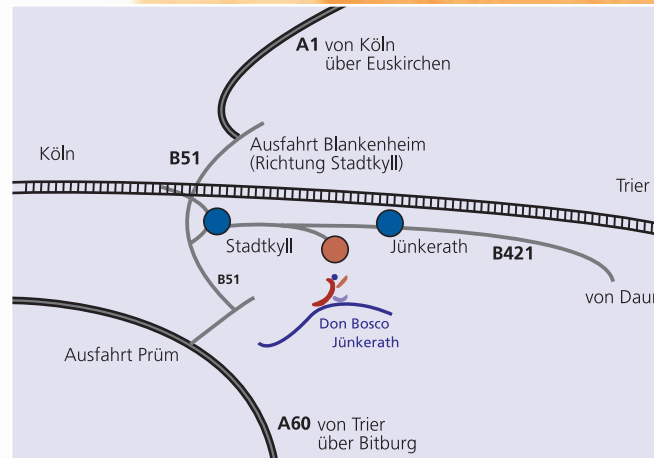 A1 von Köln
über Euskirchen
Ausfahrt Blankenheim
(Richtung Stadtkyll)
Köln
B51
Trier
Stadtkyll
Jünkerath
B421
B51
von Daun
Don Bosco
Jünkerath
Ausfahrt Prüm
A60 von Trier
über Bitburg